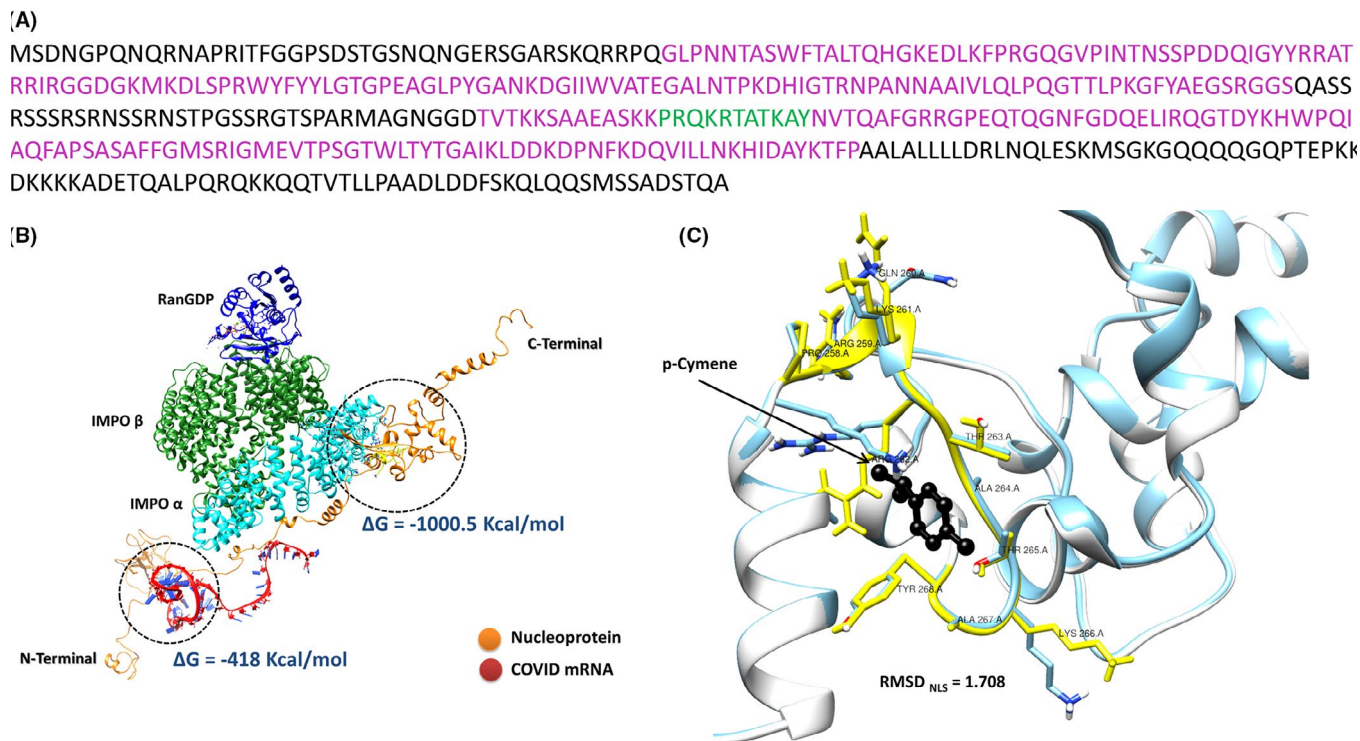 (A)
MSDNGPQNQRNAPRITFGGPSDSTGSNQNGERSGARSKQRRPQGLPNNTASWFTALTQHGKEDLKFPRGQGVPINTNSSPDDQIGYYRRAT
RRIRGGDGKMKDLSPRWYFYYLGTGPEAGLPYGANKDGIIWVATEGALNTPKDHIGTRNPANNAAIVLQLPQGTTLPKGFYAEGSRGGSQASS
RSSSRSRNSSRNSTPGSSRGTSPARMAGNGGDTVTKKSAAEASKKPRQKRTATKAYNVTQAFGRRGPEQTQGNFGDQELIRQGTDYKHWPQI
AQFAPSASAFFGMSRIGMEVTPSGTWLTYTGAIKLDDKDPNFKDQVILLNKHIDAYKTFPAALALLLLDRLNQLESKMSGKGQQQQGQPTEPKK
DKKKKADETQALPQRQKKQQTVTLLPAADLDDFSKQLQQSMSSADSTQA
(B)
RanGDP
C-Terminal
IMPO β
IMPO α
ΔG = -1000.5 Kcal/mol
N-Terminal
ΔG = -418 Kcal/mol
Nucleoprotein
COVID mRNA
(C)
GLN 260.A
LYS 261.A
ARG 259.A
PRO 258.A
p-Cymene
THR 263.A
ARG 262.A
ALA 264.A
THR 265.A
TYR 268.A
ALA 267.A
LYS 266.A
RMSD NLS = 1.708